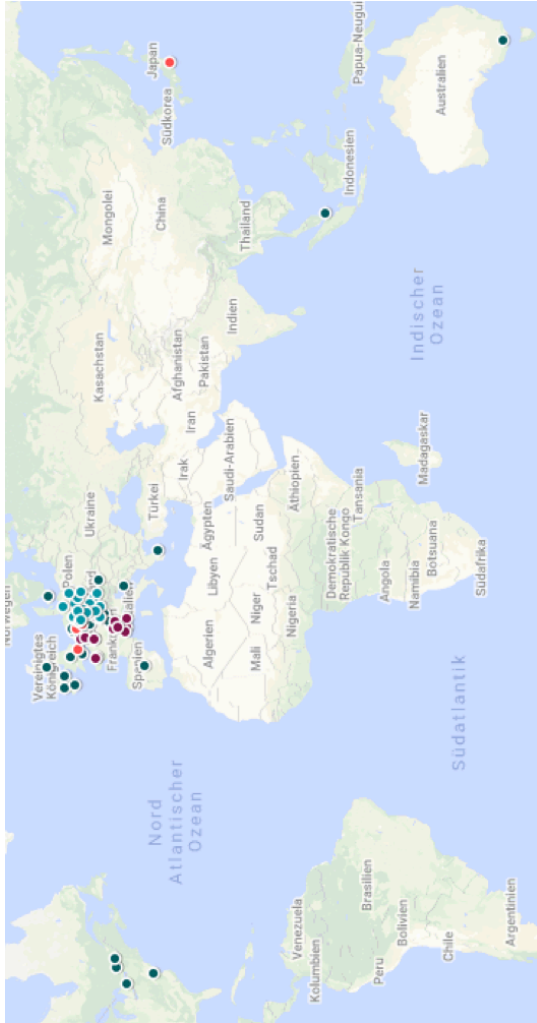 Norwegen
Vereinigtes
Königreich
Polen
Ukraine
Kasachstan
Mongolei
Frank
alien
Spanien
Türkei
Japan
Südkorea
China
Afghanistan
Pakistan
Iran
Irak
Nord
Atlantischer
Ozean
Algerien
Libyen
Ägypten
Saudi-Arabien
Indien
Thailand
Mali
Niger
Tschad
Sudan
Nigeria
Äthiopien
Venezuela
Kolumbien
Demokratische
Republik Kongo
Tansania
Indonesien
Papua-Neugui
Peru
Brasilien
Bolivien
Angola
Namibia
Botsuana
Madagaskar
Indischer
Ozean
Australien
Chile
Südatlantik
Südafrika
Argentinien